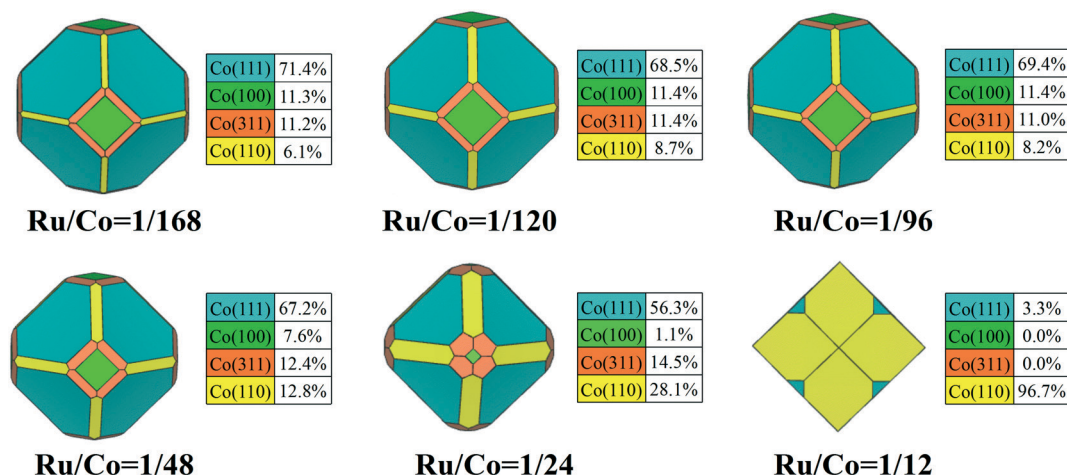 Co(111) 71.4%
Co(100) 11.3%
Co(311) 11.2%
Co(110) 6.1%
Ru/Co=1/168
Co(111) 68.5%
Co(100) 11.4%
Co(311) 11.4%
Co(110) 8.7%
Ru/Co=1/120
Co(111) 69.4%
Co(100) 11.4%
Co(311) 11.0%
Co(110) 8.2%
Ru/Co=1/96
Co(111) 67.2%
Co(100) 7.6%
Co(311) 12.4%
Co(110) 12.8%
Ru/Co=1/48
Co(111) 56.3%
Co(100) 1.1%
Co(311) 14.5%
Co(110) 28.1%
Ru/Co=1/24
Co(111) 3.3%
Co(100) 0.0%
Co(311) 0.0%
Co(110) 96.7%
Ru/Co=1/12